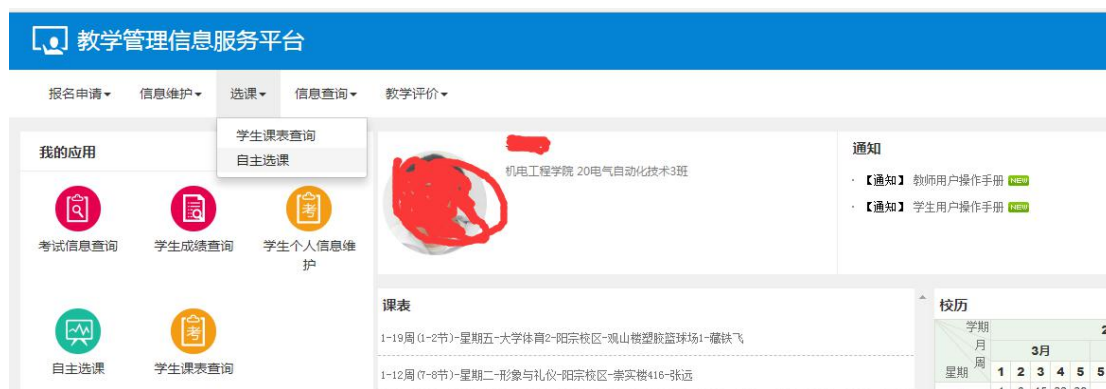 教学管理信息服务平台
报名申请 信息维护 选课 信息查询 教学评价
学生课表查询
自主选课
我的应用
考试信息查询
学生成绩查询
学生个人信息维
护
自主选课
学生课表查询
机电工程学院 20电气自动化技术3班
通知
· 【通知】 教师用户操作手册 NEW
· 【通知】 学生用户操作手册 NEW
课表
1-19周(1-2节)-星期五-大学体育2-阳宗校区-观山楼塑胶篮球场1-戴铁飞
1-12周(7-8节)-星期二-形象与礼仪-阳宗校区-崇实楼416-张远
校历
学期
月
周
星期
3月
1 2 3 4 5 5